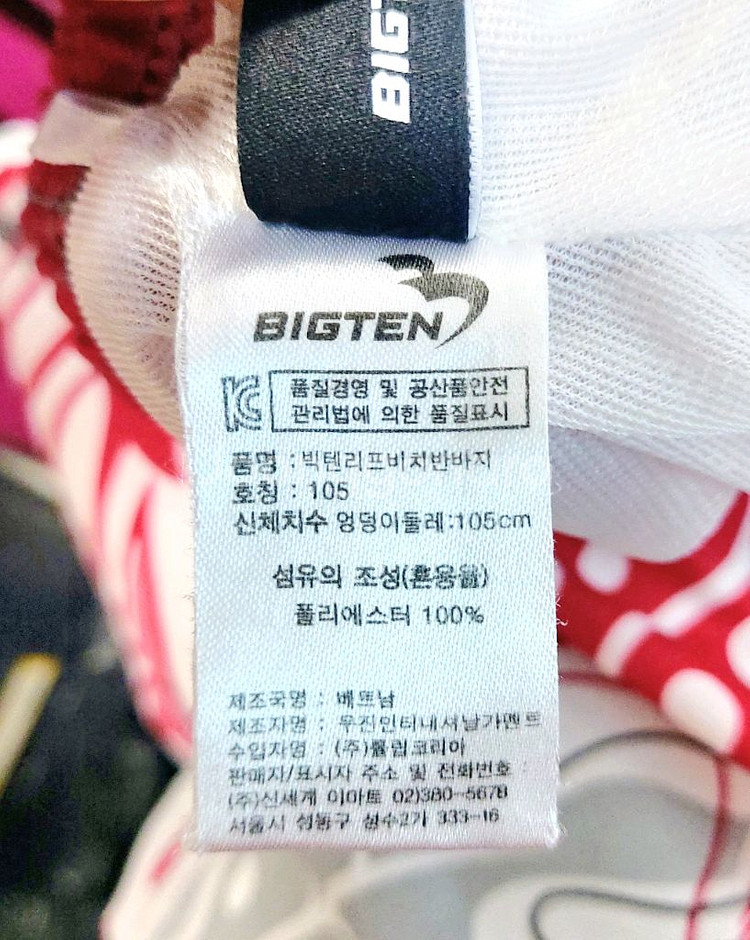 BIGT
BIGTEN
KC
품질경영 및 공산품안전
관리법에 의한 품질표시
품명 : 빅텐리프비치반바지
호칭 : 105
신체치수 엉덩이둘레:105cm
섬유의 조성(혼용율)
폴리에스터 100%
제조국명 : 베트남
제조자명 : 우진인터내셔날가멘트
수입자명 : (주)튤립코리아
판매자/표시자 주소 및 전화번호 :
(주)신세계 이마트 02)380-5678
서울시 성동구 성수2가 333-16